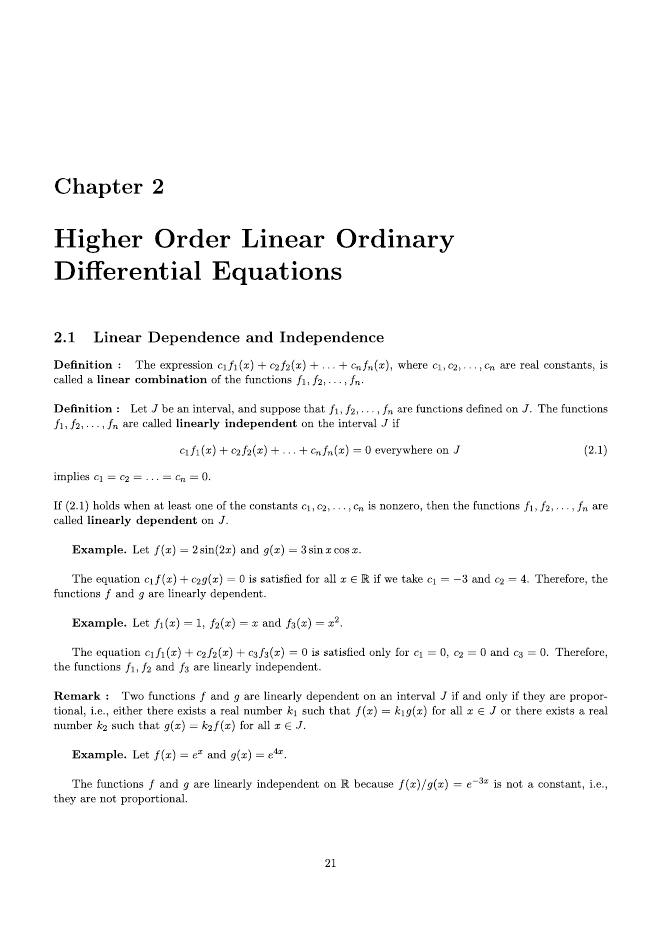 Chapter 2
Higher Order Linear Ordinary
Differential Equations
2.1 Linear Dependence and Independence
Definition : The expression c₁f₁(x) + c₂f₂(x) + . . . + cₙfₙ(x), where c₁, c₂, . . . , cₙ are real constants, is
called a linear combination of the functions f₁, f₂, . . . , fₙ.
Definition : Let J be an interval, and suppose that f₁, f₂, . . . , fₙ are functions defined on J. The functions
f₁, f₂, . . . , fₙ are called linearly independent on the interval J if
c₁f₁(x) + c₂f₂(x) + . . . + cₙfₙ(x) = 0 everywhere on J (2.1)
implies c₁ = c₂ = . . . = cₙ = 0.
If (2.1) holds when at least one of the constants c₁, c₂, . . . , cₙ is nonzero, then the functions f₁, f₂, . . . , fₙ are
called linearly dependent on J.
Example. Let f(x) = 2 sin(2x) and g(x) = 3 sin x cos x.
The equation c₁f(x) + c₂g(x) = 0 is satisfied for all x ∈ ℝ if we take c₁ = −3 and c₂ = 4. Therefore, the
functions f and g are linearly dependent.
Example. Let f₁(x) = 1, f₂(x) = x and f₃(x) = x².
The equation c₁f₁(x) + c₂f₂(x) + c₃f₃(x) = 0 is satisfied only for c₁ = 0, c₂ = 0 and c₃ = 0. Therefore,
the functions f₁, f₂ and f₃ are linearly independent.
Remark : Two functions f and g are linearly dependent on an interval J if and only if they are propor-
tional, i.e., either there exists a real number k₁ such that f(x) = k₁g(x) for all x ∈ J or there exists a real
number k₂ such that g(x) = k₂f(x) for all x ∈ J.
Example. Let f(x) = eˣ and g(x) = e⁴ˣ.
The functions f and g are linearly independent on ℝ because f(x)/g(x) = e⁻³ˣ is not a constant, i.e.,
they are not proportional.
21